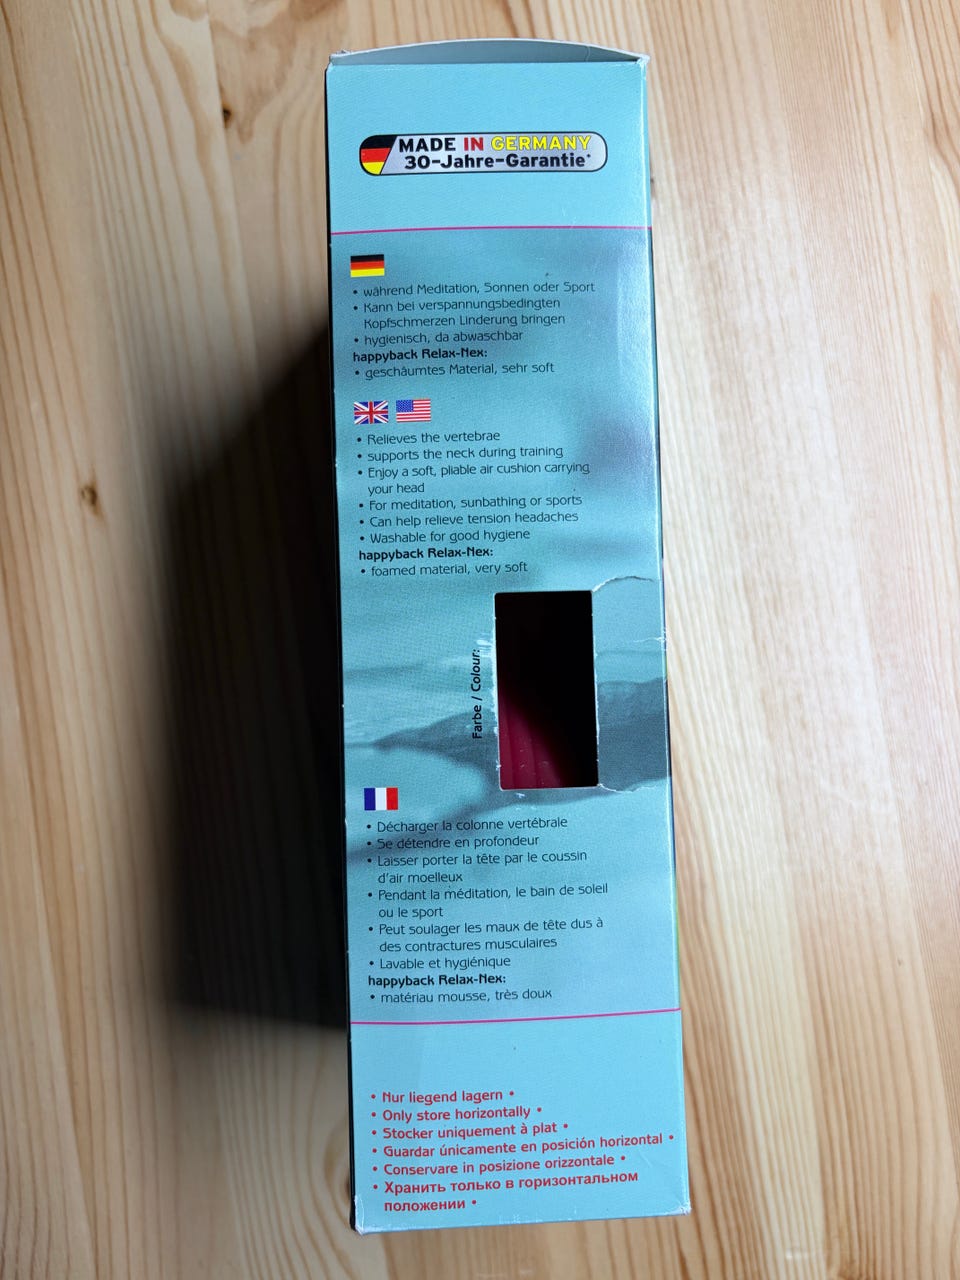 MADE IN GERMANY
30-Jahre-Garantie*
• während Meditation, Sonnen oder Sport
• Kann bei verspannungsbedingten
Kopfschmerzen Linderung bringen
• hygienisch, da abwaschbar
happyback Relax-Nex:
• geschäumtes Material, sehr soft
• Relieves the vertebrae
• supports the neck during training
• Enjoy a soft, pliable air cushion carrying
your head
• For meditation, sunbathing or sports
• Can help relieve tension headaches
• Washable for good hygiene
happyback Relax-Nex:
• foamed material, very soft
Farbe / Colour:
• Décharger la colonne vertébrale
• Se détendre en profondeur
• Laisser porter la tête par le coussin
d'air moelleux
• Pendant la méditation, le bain de soleil
ou le sport
• Peut soulager les maux de tête dus à
des contractures musculaires
• Lavable et hygiénique
happyback Relax-Nex:
• matériau mousse, très doux
• Nur liegend lagern •
• Only store horizontally •
• Stocker uniquement à plat •
• Guardar únicamente en posición horizontal •
• Conservare in posizione orizzontale •
• Хранить только в горизонтальном
положении •